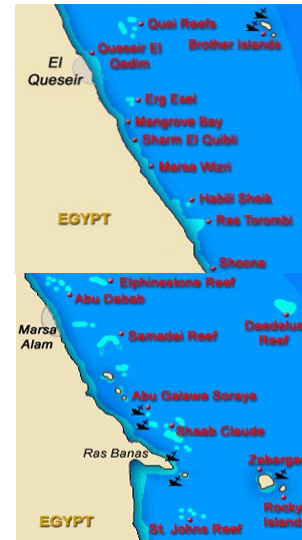 Quei Reefs
Brother Islands
Queseir El
Qadim
El
Queseir
Erg Esel
Mangrove Bay
Sharm El Quibli
Marsa Wizri
Habili Sheik
Ras Torombi
EGYPT
Shoona
Elphinestone Reef
Abu Dabab
Daedelus
Reef
Marsa
Alam
Samadai Reef
Abu Galawa Soraya
Shaab Claude
Ras Banas
Zabargad
Rocky
Island
EGYPT
St. Johns Reef